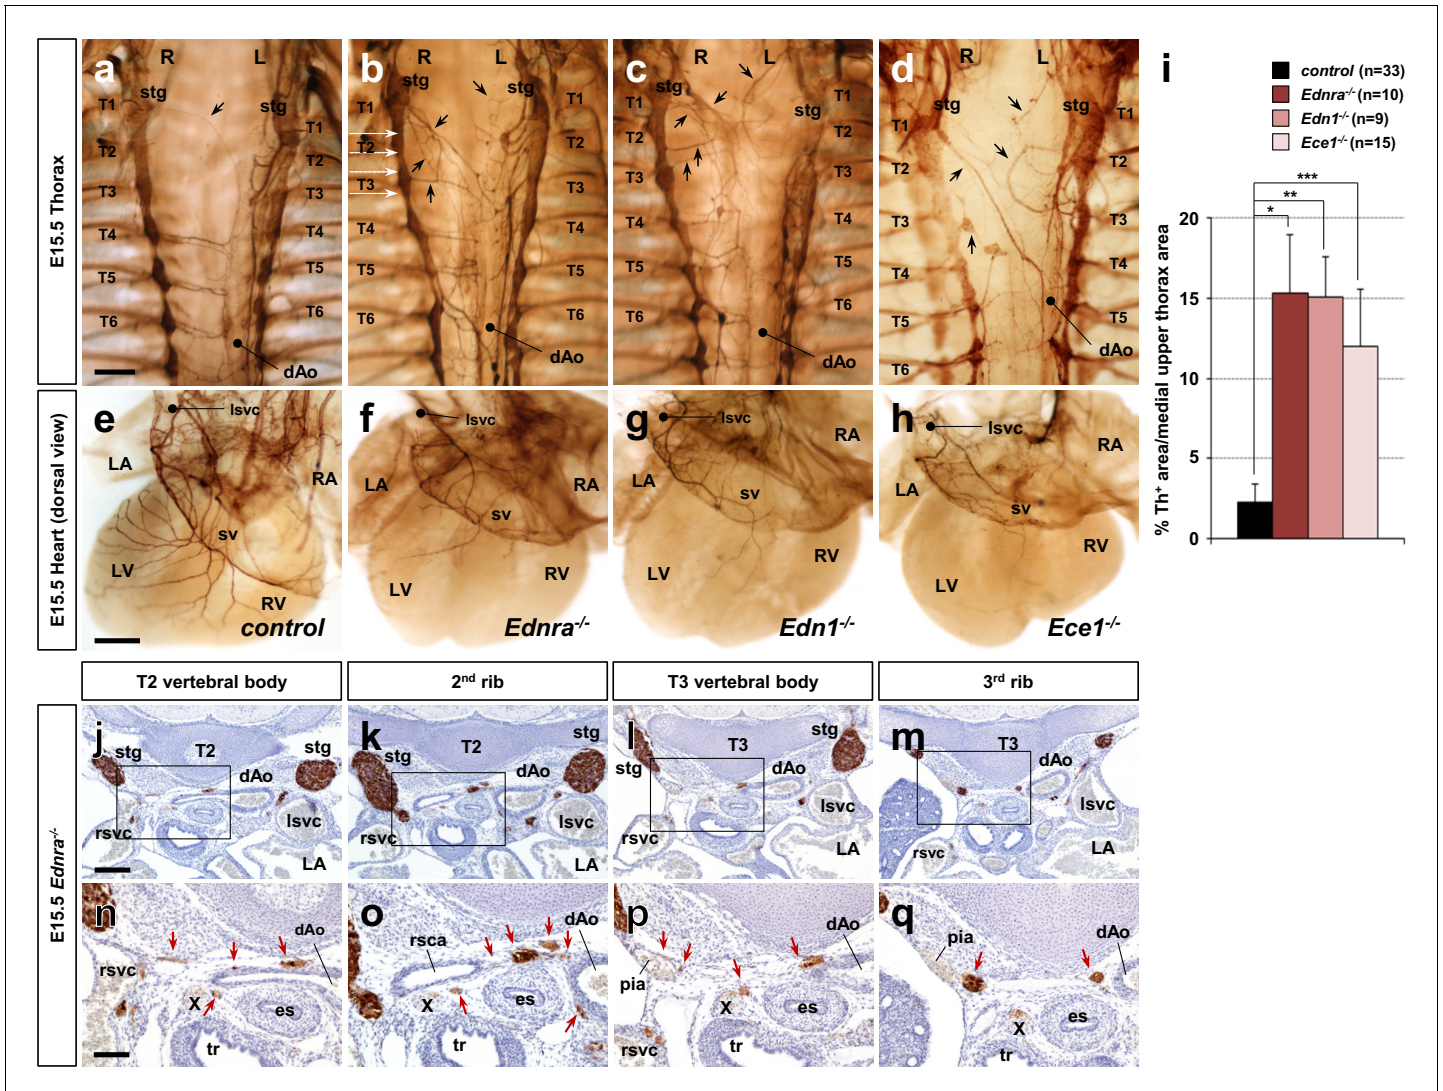 E15.5 Thorax
a
R
L
stg
stg
T1
T2
T3
T4
T5
T6
T1
T2
T3
T4
T5
T6
dAo
b
R
L
stg
stg
T1
T2
T3
T4
T5
T6
T1
T2
T3
T4
T5
T6
dAo
c
R
L
stg
stg
T1
T2
T3
T4
T5
T6
T1
T2
T3
T4
T5
T6
dAo
d
R
L
stg
stg
T1
T2
T3
T4
T5
T6
T1
T2
T3
T4
T5
dAo
i
control (n=33)
Ednra-/- (n=10)
Edn1-/- (n=9)
Ece1-/- (n=15)
***
**
*
% Th+ area/medial upper thorax area
20
15
10
5
0
E15.5 Heart (dorsal view)
e
lsvc
LA
RA
sv
LV
RV
control
f
lsvc
LA
RA
sv
LV
RV
Ednra-/-
g
lsvc
LA
RA
sv
LV
RV
Edn1-/-
h
lsvc
LA
RA
sv
LV
RV
Ece1-/-
T2 vertebral body
2nd rib
T3 vertebral body
3rd rib
E15.5 Ednra-/-
j
stg
T2
stg
dAo
rsvc
lsvc
LA
k
stg
T2
stg
dAo
lsvc
LA
l
stg
T3
stg
dAo
rsvc
lsvc
LA
m
T3
dAo
rsvc
lsvc
LA
n
dAo
rsvc
X
es
tr
o
rsca
dAo
X
es
tr
p
dAo
pia
X
es
rsvc
tr
q
pia
dAo
X
es
tr